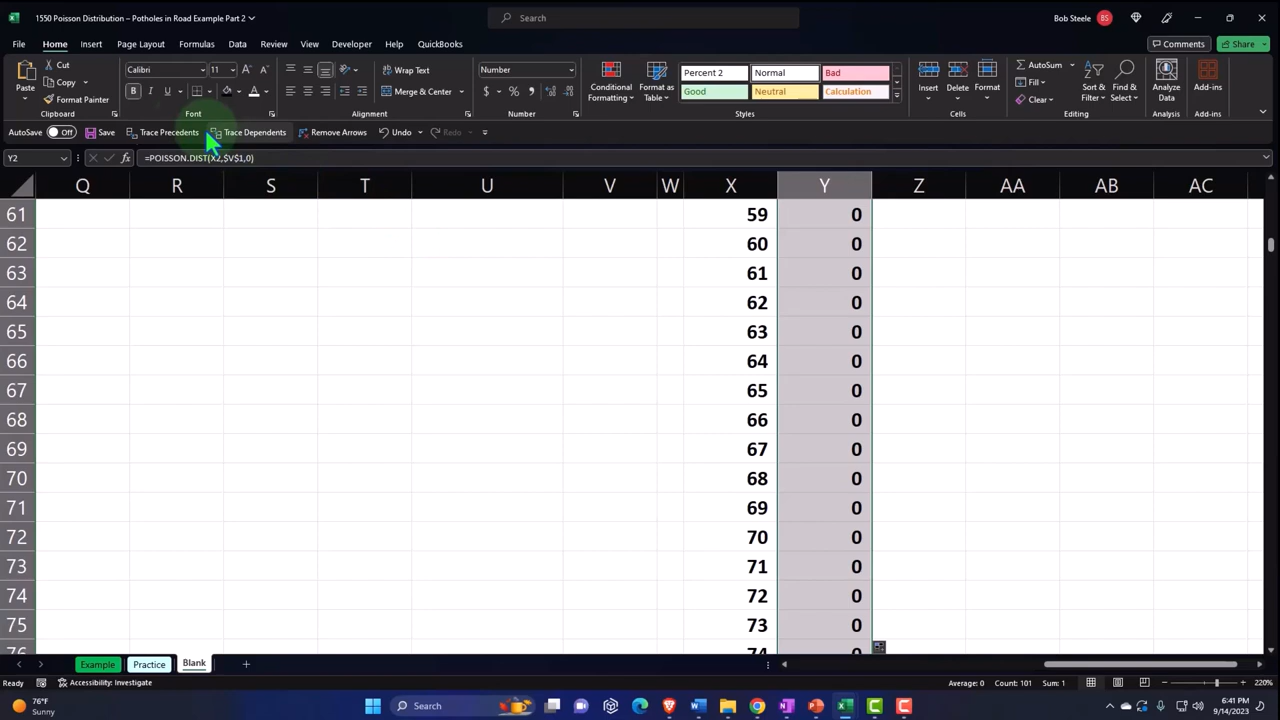 1550 Poisson Distribution – Potholes in Road Example Part 2
Search
Bob Steele
BS
File Home Insert Page Layout Formulas Data Review View Developer Help QuickBooks
Comments Share
Paste
Cut
Copy
Format Painter
Clipboard
Calibri 11
Font
Wrap Text
Merge & Center
Alignment
Number
Number
Conditional Formatting
Format as Table
Percent 2 Normal Bad
Good Neutral Calculation
Styles
Insert Delete Format
Cells
AutoSum
Fill
Clear
Sort & Filter
Find & Select
Editing
Analyze Data
Analysis
Add-ins
Add-ins
AutoSave Off Save Trace Precedents Trace Dependents Remove Arrows Undo Redo
Y2 fx =POISSON.DIST(X2,$V$1,0)
Q R S T U V W X Y Z AA AB AC
61 59 0
62 60 0
63 61 0
64 62 0
65 63 0
66 64 0
67 65 0
68 66 0
69 67 0
70 68 0
71 69 0
72 70 0
73 71 0
74 72 0
75 73 0
76 74 0
Example Practice Blank
Ready Accessibility: Investigate Average: 0 Count: 101 Sum: 1 220%
76°F
Sunny
Search
6:41 PM
9/14/2023